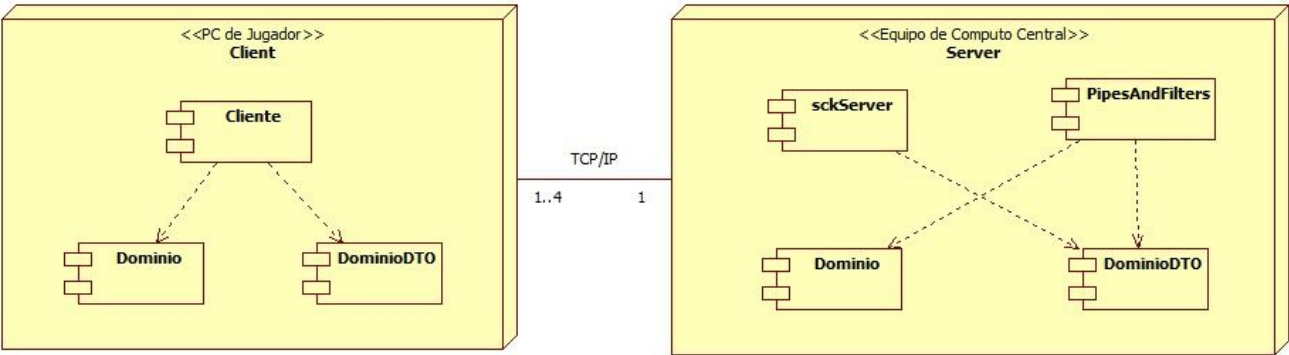 <<PC de Jugador>>
Client
Cliente
Dominio
DominioDTO
TCP/IP
1..4
1
<<Equipo de Computo Central>>
Server
sckServer
PipesAndFilters
Dominio
DominioDTO